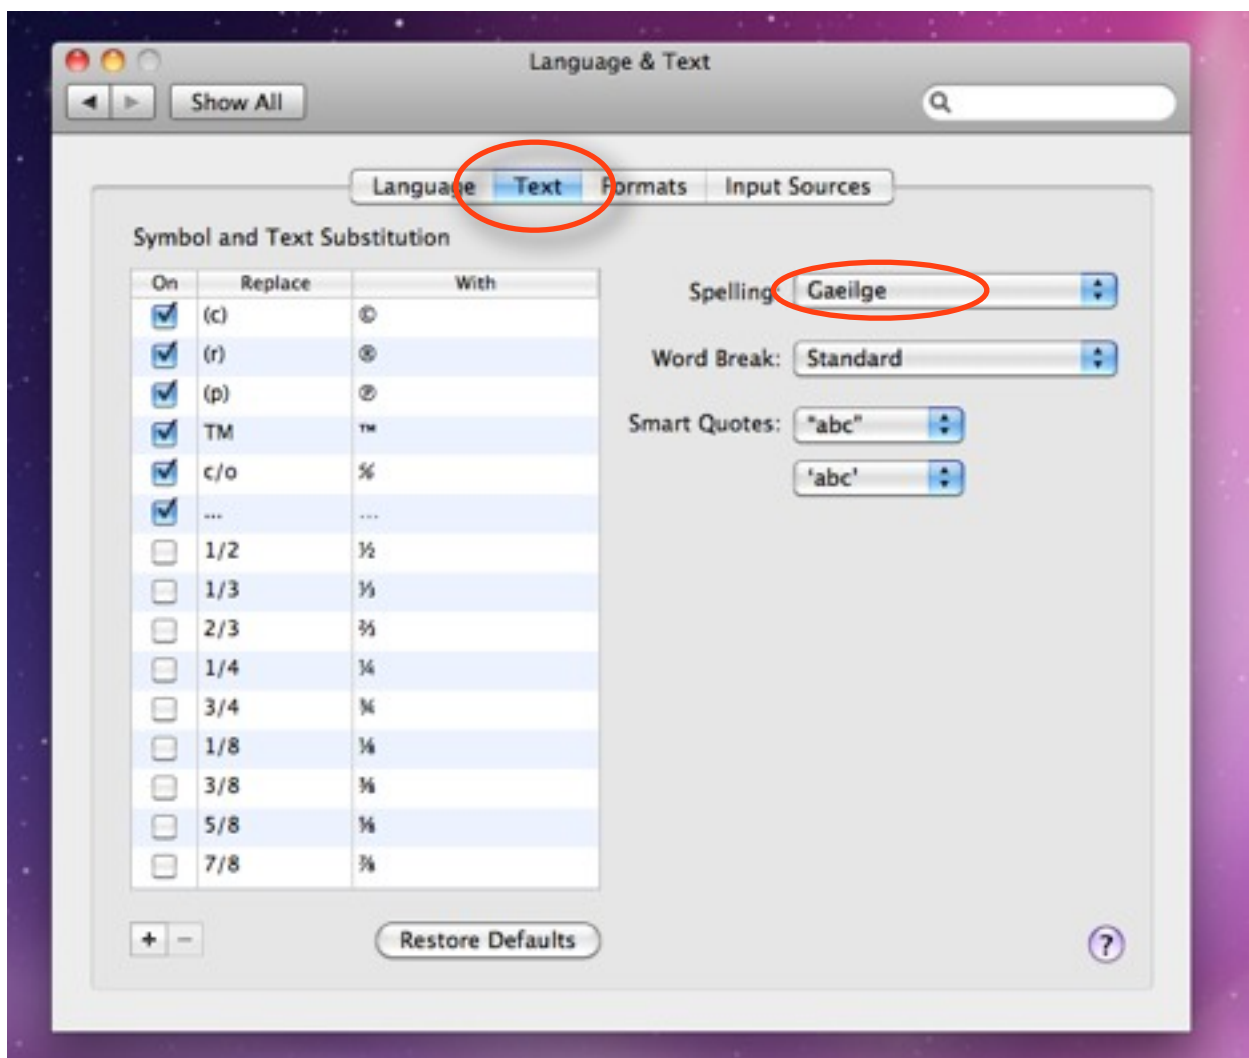 Language & Text
Show All
Language Text Formats Input Sources
Symbol and Text Substitution
On Replace With
(c) ©
(r) ®
(p) ℗
TM ™
c/o ℅
... …
1/2 ½
1/3 ⅓
2/3 ⅔
1/4 ¼
3/4 ¾
1/8 ⅛
3/8 ⅜
5/8 ⅝
7/8 ⅞
Restore Defaults
Spelling: Gaeilge
Word Break: Standard
Smart Quotes: “abc”
‘abc’
?